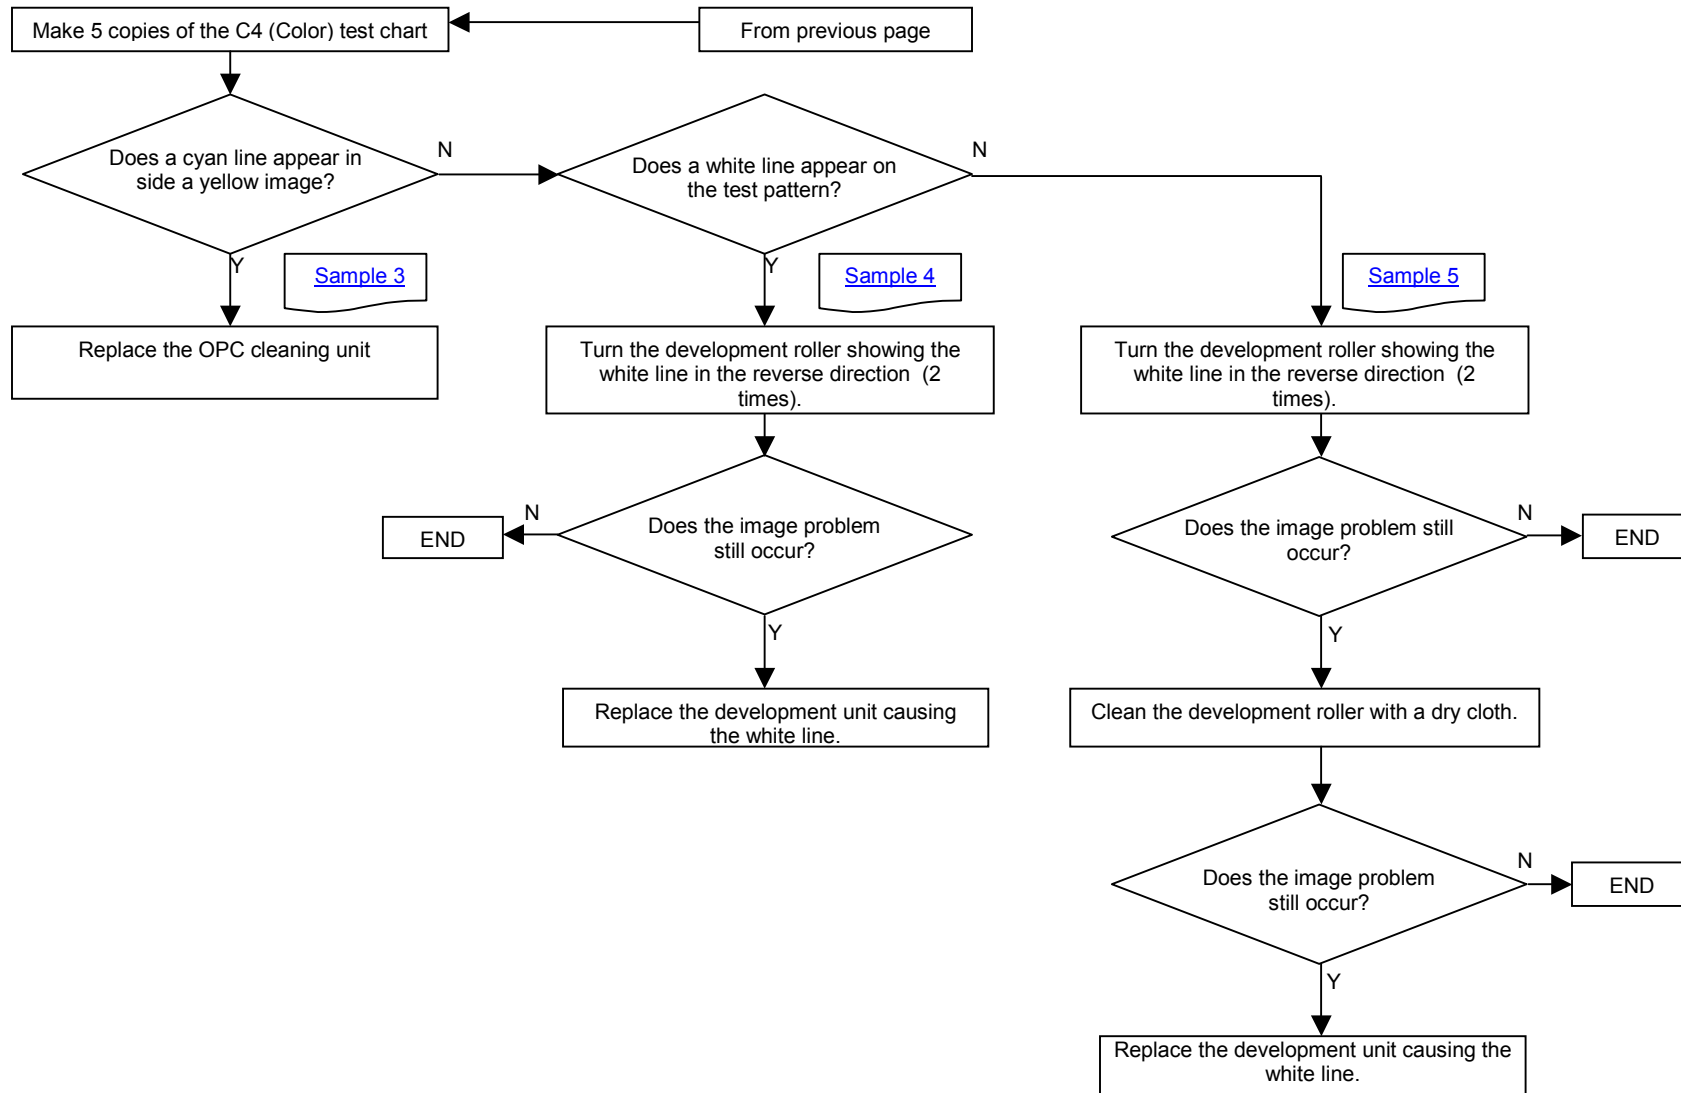 Make 5 copies of the C4 (Color) test chart
From previous page
Does a cyan line appear in
side a yellow image?
N
Does a white line appear on
the test pattern?
N
Y
Sample 3
Y
Sample 4
Sample 5
Replace the OPC cleaning unit
Turn the development roller showing the
white line in the reverse direction (2
times).
Turn the development roller showing the
white line in the reverse direction (2
times).
END
N
Does the image problem
still occur?
Does the image problem still
occur?
N
END
Y
Y
Replace the development unit causing
the white line.
Clean the development roller with a dry cloth.
Does the image problem
still occur?
N
END
Y
Replace the development unit causing the
white line.